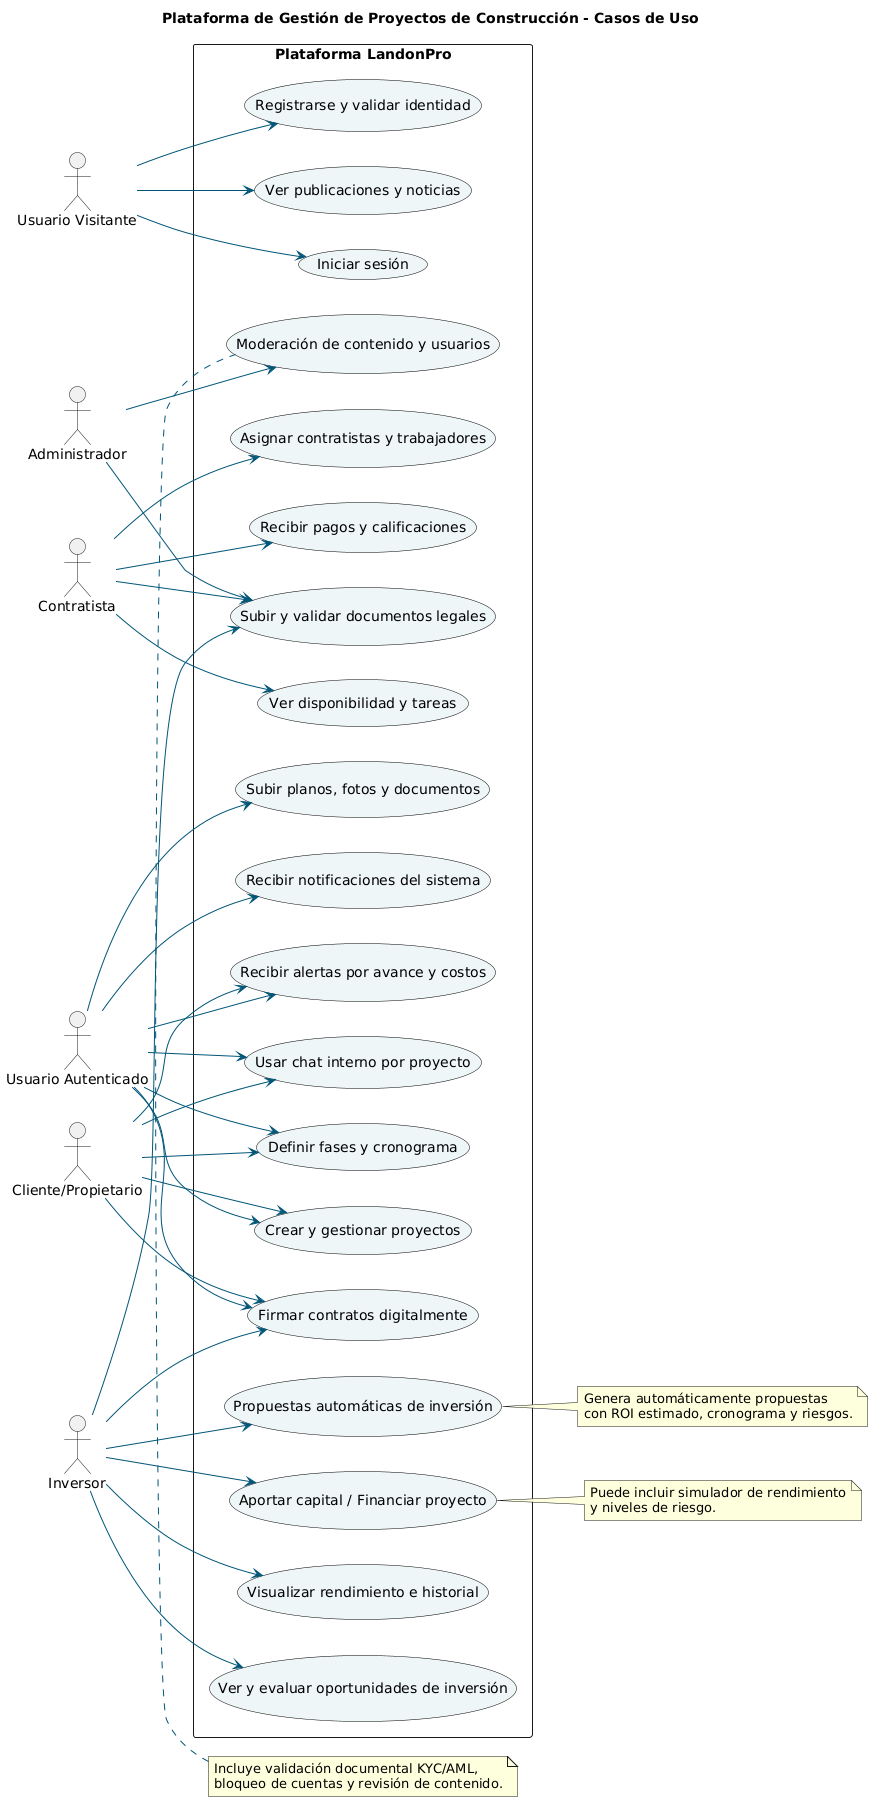 Plataforma de Gestión de Proyectos de Construcción - Casos de Uso
Plataforma LandonPro
Registrarse y validar identidad
Usuario Visitante
Ver publicaciones y noticias
Iniciar sesión
Moderación de contenido y usuarios
Administrador
Asignar contratistas y trabajadores
Recibir pagos y calificaciones
Contratista
Subir y validar documentos legales
Ver disponibilidad y tareas
Subir planos, fotos y documentos
Recibir notificaciones del sistema
Recibir alertas por avance y costos
Usuario Autenticado
Usar chat interno por proyecto
Definir fases y cronograma
Cliente/Propietario
Crear y gestionar proyectos
Firmar contratos digitalmente
Propuestas automáticas de inversión
Genera automáticamente propuestas
con ROI estimado, cronograma y riesgos.
Inversor
Aportar capital / Financiar proyecto
Puede incluir simulador de rendimiento
y niveles de riesgo.
Visualizar rendimiento e historial
Ver y evaluar oportunidades de inversión
Incluye validación documental KYC/AML,
bloqueo de cuentas y revisión de contenido.